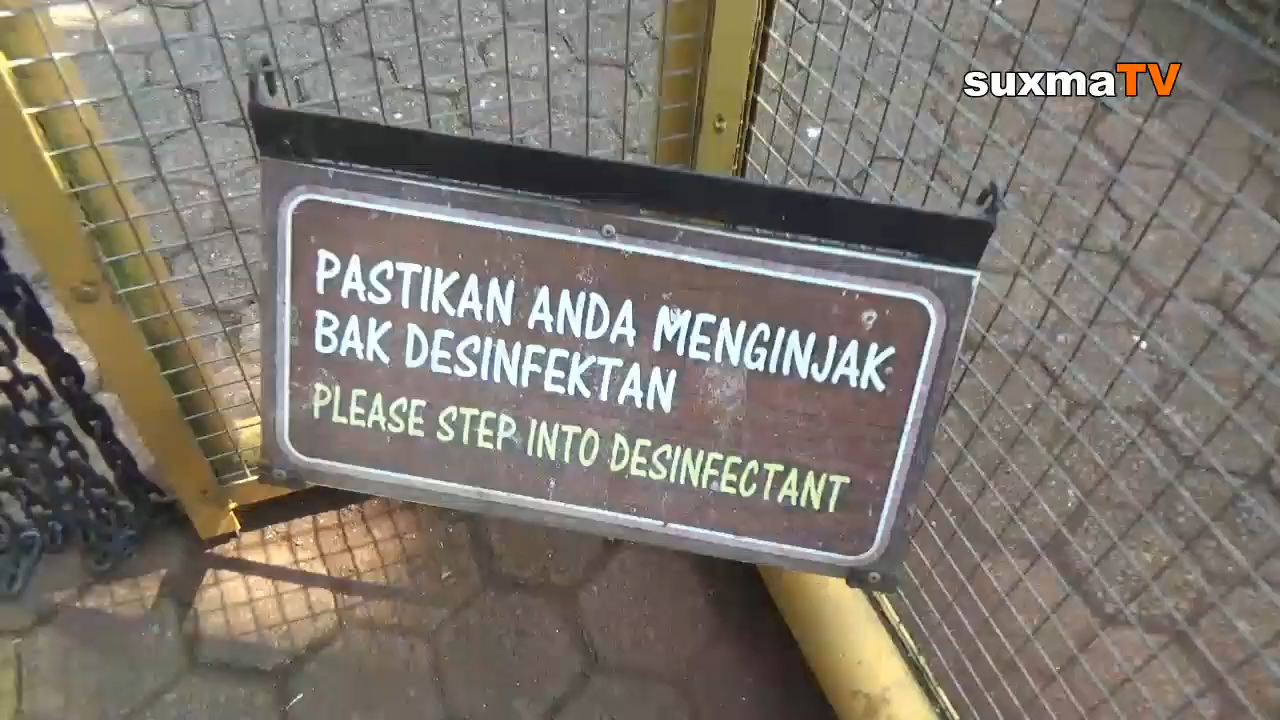 suxmaTV
PASTIKAN ANDA MENGINJAK
BAK DESINFEKTAN
PLEASE STEP INTO DESINFECTANT